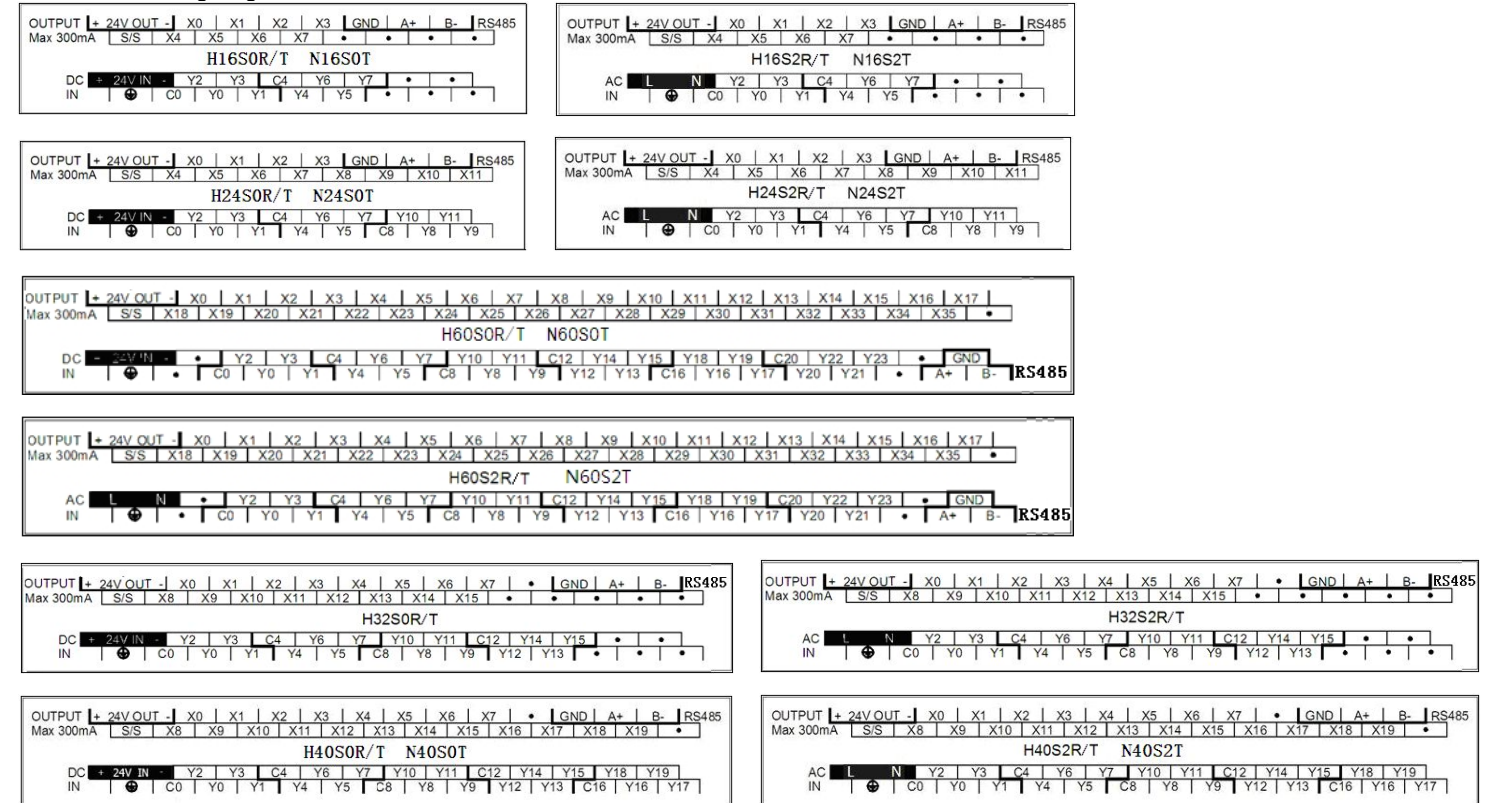 OUTPUT + 24V OUT - X0 X1 X2 X3 GND A+ B- RS485
Max 300mA S/S X4 X5 X6 X7 • • • •
H16S0R/T N16S0T
DC + 24V IN - Y2 Y3 C4 Y6 Y7 • •
IN C0 Y0 Y1 Y4 Y5 • • • •
OUTPUT + 24V OUT - X0 X1 X2 X3 GND A+ B- RS485
Max 300mA S/S X4 X5 X6 X7 • • • •
H16S2R/T N16S2T
AC L N Y2 Y3 C4 Y6 Y7 • •
IN C0 Y0 Y1 Y4 Y5 • • • •
OUTPUT + 24V OUT - X0 X1 X2 X3 GND A+ B- RS485
Max 300mA S/S X4 X5 X6 X7 X8 X9 X10 X11
H24S0R/T N24S0T
DC + 24V IN - Y2 Y3 C4 Y6 Y7 Y10 Y11
IN C0 Y0 Y1 Y4 Y5 C8 Y8 Y9
OUTPUT + 24V OUT - X0 X1 X2 X3 GND A+ B- RS485
Max 300mA S/S X4 X5 X6 X7 X8 X9 X10 X11
H24S2R/T N24S2T
AC L N Y2 Y3 C4 Y6 Y7 Y10 Y11
IN C0 Y0 Y1 Y4 Y5 C8 Y8 Y9
OUTPUT + 24V OUT - X0 X1 X2 X3 X4 X5 X6 X7 X8 X9 X10 X11 X12 X13 X14 X15 X16 X17
Max 300mA S/S X18 X19 X20 X21 X22 X23 X24 X25 X26 X27 X28 X29 X30 X31 X32 X33 X34 X35 •
H60S0R/T N60S0T
DC + 24V IN - • Y2 Y3 C4 Y6 Y7 Y10 Y11 C12 Y14 Y15 Y18 Y19 C20 Y22 Y23 • GND
IN • C0 Y0 Y1 Y4 Y5 C8 Y8 Y9 Y12 Y13 C16 Y16 Y17 Y20 Y21 • A+ B- RS485
OUTPUT + 24V OUT - X0 X1 X2 X3 X4 X5 X6 X7 X8 X9 X10 X11 X12 X13 X14 X15 X16 X17
Max 300mA S/S X18 X19 X20 X21 X22 X23 X24 X25 X26 X27 X28 X29 X30 X31 X32 X33 X34 X35 •
H60S2R/T N60S2T
AC L N • Y2 Y3 C4 Y6 Y7 Y10 Y11 C12 Y14 Y15 Y18 Y19 C20 Y22 Y23 • GND
IN • C0 Y0 Y1 Y4 Y5 C8 Y8 Y9 Y12 Y13 C16 Y16 Y17 Y20 Y21 • A+ B- RS485
OUTPUT + 24V OUT - X0 X1 X2 X3 X4 X5 X6 X7 • GND A+ B- RS485
Max 300mA S/S X8 X9 X10 X11 X12 X13 X14 X15 • • • • •
H32S0R/T
DC + 24V IN - Y2 Y3 C4 Y6 Y7 Y10 Y11 C12 Y14 Y15 • •
IN C0 Y0 Y1 Y4 Y5 C8 Y8 Y9 Y12 Y13 • • • •
OUTPUT + 24V OUT - X0 X1 X2 X3 X4 X5 X6 X7 • GND A+ B- RS485
Max 300mA S/S X8 X9 X10 X11 X12 X13 X14 X15 • • • • •
H32S2R/T
AC L N Y2 Y3 C4 Y6 Y7 Y10 Y11 C12 Y14 Y15 • •
IN C0 Y0 Y1 Y4 Y5 C8 Y8 Y9 Y12 Y13 • • • •
OUTPUT + 24V OUT - X0 X1 X2 X3 X4 X5 X6 X7 • GND A+ B- RS485
Max 300mA S/S X8 X9 X10 X11 X12 X13 X14 X15 X16 X17 X18 X19 •
H40S0R/T N40S0T
DC + 24V IN - Y2 Y3 C4 Y6 Y7 Y10 Y11 C12 Y14 Y15 Y18 Y19
IN C0 Y0 Y1 Y4 Y5 C8 Y8 Y9 Y12 Y13 C16 Y16 Y17
OUTPUT + 24V OUT - X0 X1 X2 X3 X4 X5 X6 X7 • GND A+ B- RS485
Max 300mA S/S X8 X9 X10 X11 X12 X13 X14 X15 X16 X17 X18 X19 •
H40S2R/T N40S2T
AC L N Y2 Y3 C4 Y6 Y7 Y10 Y11 C12 Y14 Y15 Y18 Y19
IN C0 Y0 Y1 Y4 Y5 C8 Y8 Y9 Y12 Y13 C16 Y16 Y17